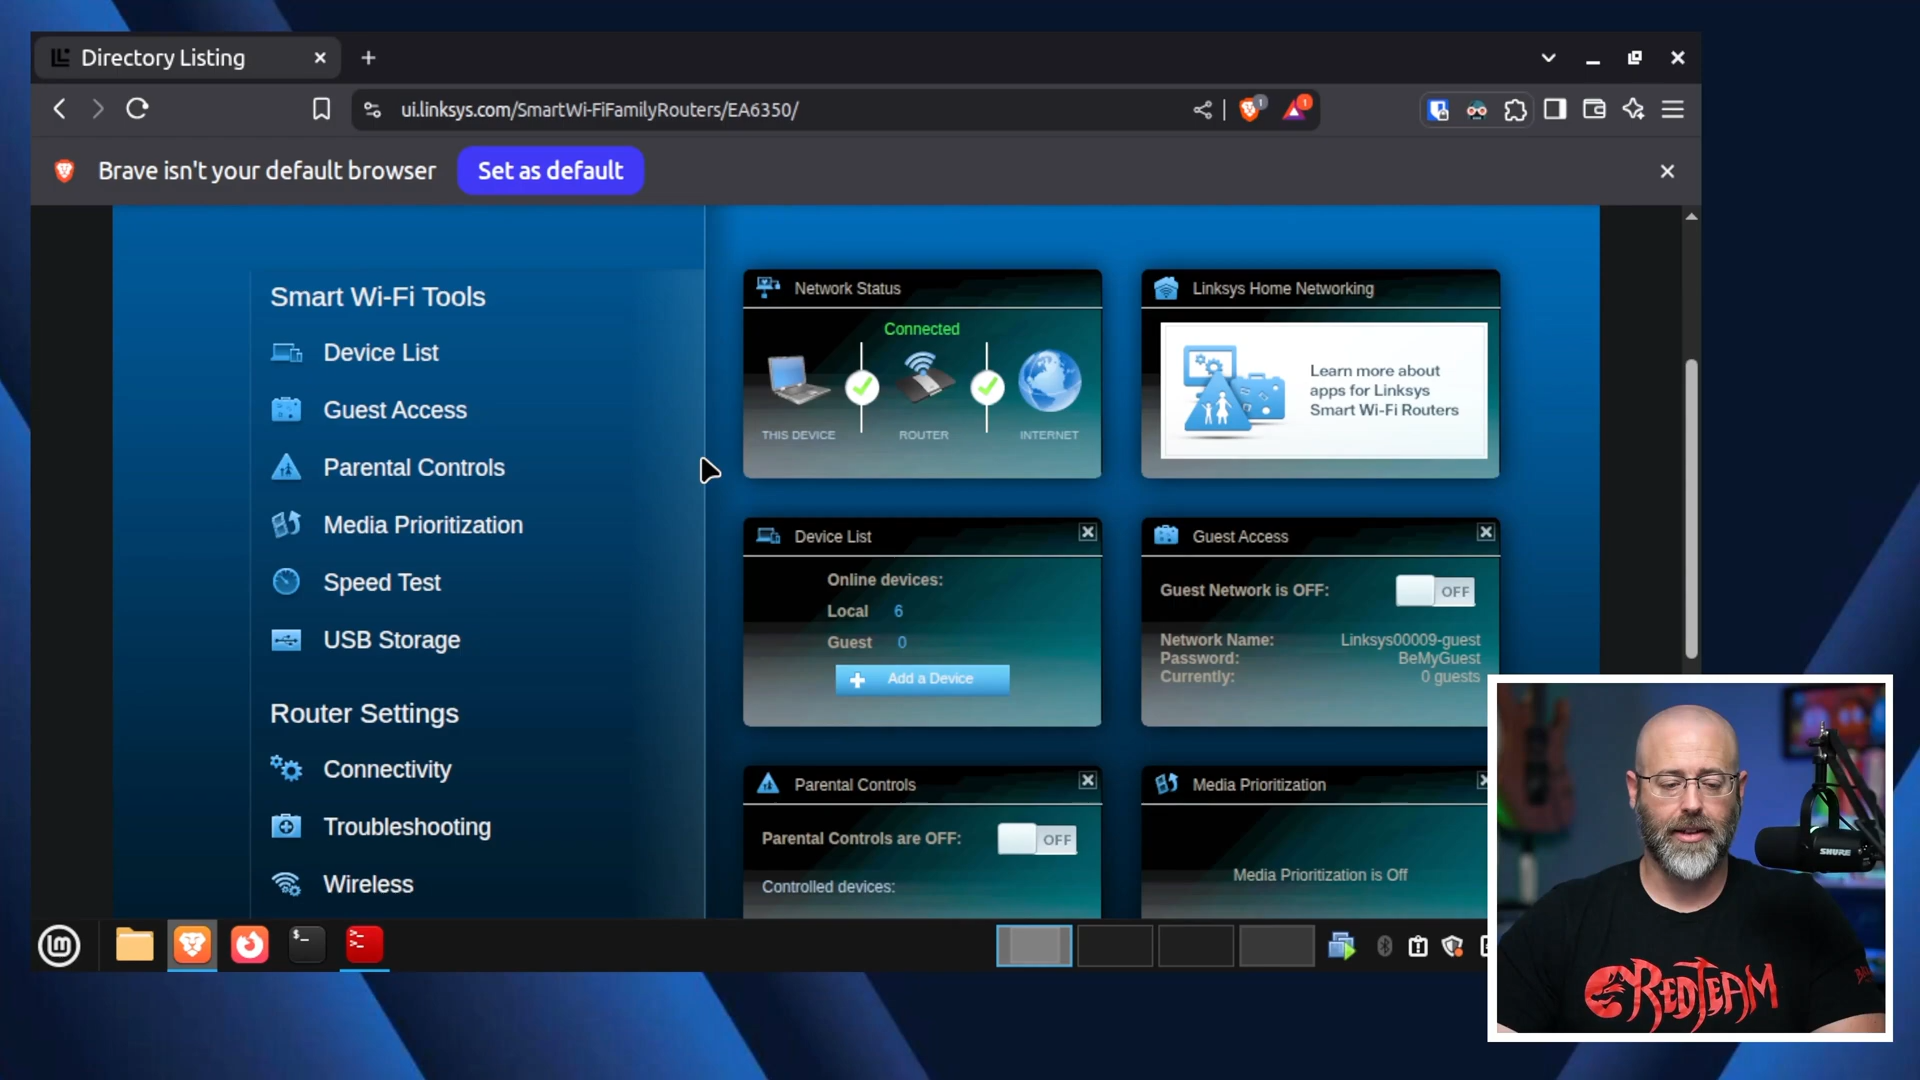 Directory Listing
ui.linksys.com/SmartWi-FiFamilyRouters/EA6350/
1
1
Brave isn't your default browser
Set as default
Smart Wi-Fi Tools
Device List
Guest Access
Parental Controls
Media Prioritization
Speed Test
USB Storage
Router Settings
Connectivity
Troubleshooting
Wireless
Network Status
Connected
THIS DEVICE
ROUTER
INTERNET
Linksys Home Networking
Learn more about
apps for Linksys
Smart Wi-Fi Routers
Device List
Online devices:
Local 6
Guest 0
Add a Device
Guest Access
Guest Network is OFF: OFF
Network Name: Linksys00009-guest
Password: BeMyGuest
Currently: 0 guests
Parental Controls
Parental Controls are OFF: OFF
Controlled devices:
Media Prioritization
Media Prioritization is Off
SHURE
REDTEAM